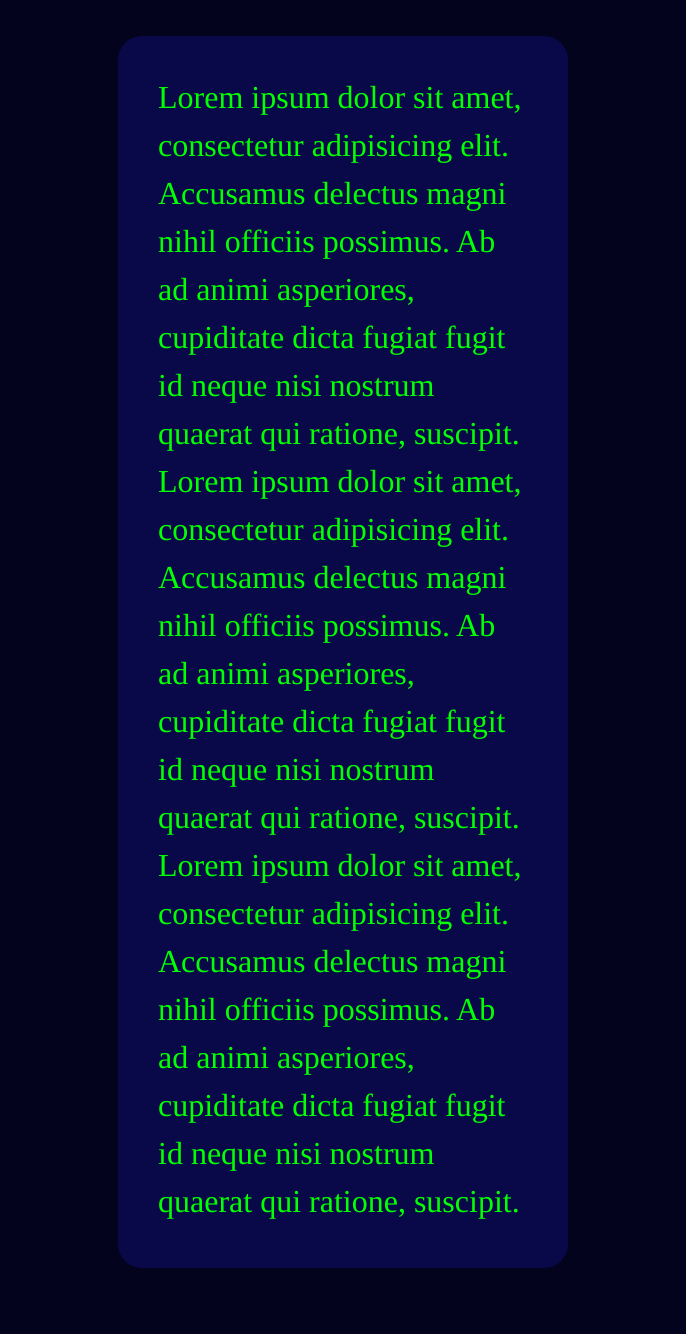 Lorem ipsum dolor sit amet,
consectetur adipisicing elit.
Accusamus delectus magni
nihil officiis possimus. Ab
ad animi asperiores,
cupiditate dicta fugiat fugit
id neque nisi nostrum
quaerat qui ratione, suscipit.
Lorem ipsum dolor sit amet,
consectetur adipisicing elit.
Accusamus delectus magni
nihil officiis possimus. Ab
ad animi asperiores,
cupiditate dicta fugiat fugit
id neque nisi nostrum
quaerat qui ratione, suscipit.
Lorem ipsum dolor sit amet,
consectetur adipisicing elit.
Accusamus delectus magni
nihil officiis possimus. Ab
ad animi asperiores,
cupiditate dicta fugiat fugit
id neque nisi nostrum
quaerat qui ratione, suscipit.